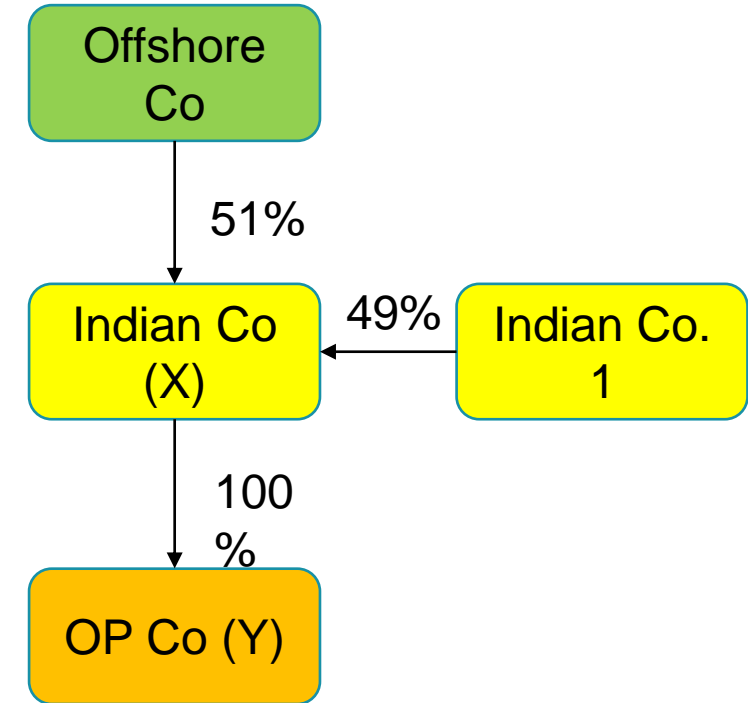 Offshore
Co
51%
Indian Co
(X)
49%
Indian Co.
1
100
%
OP Co (Y)